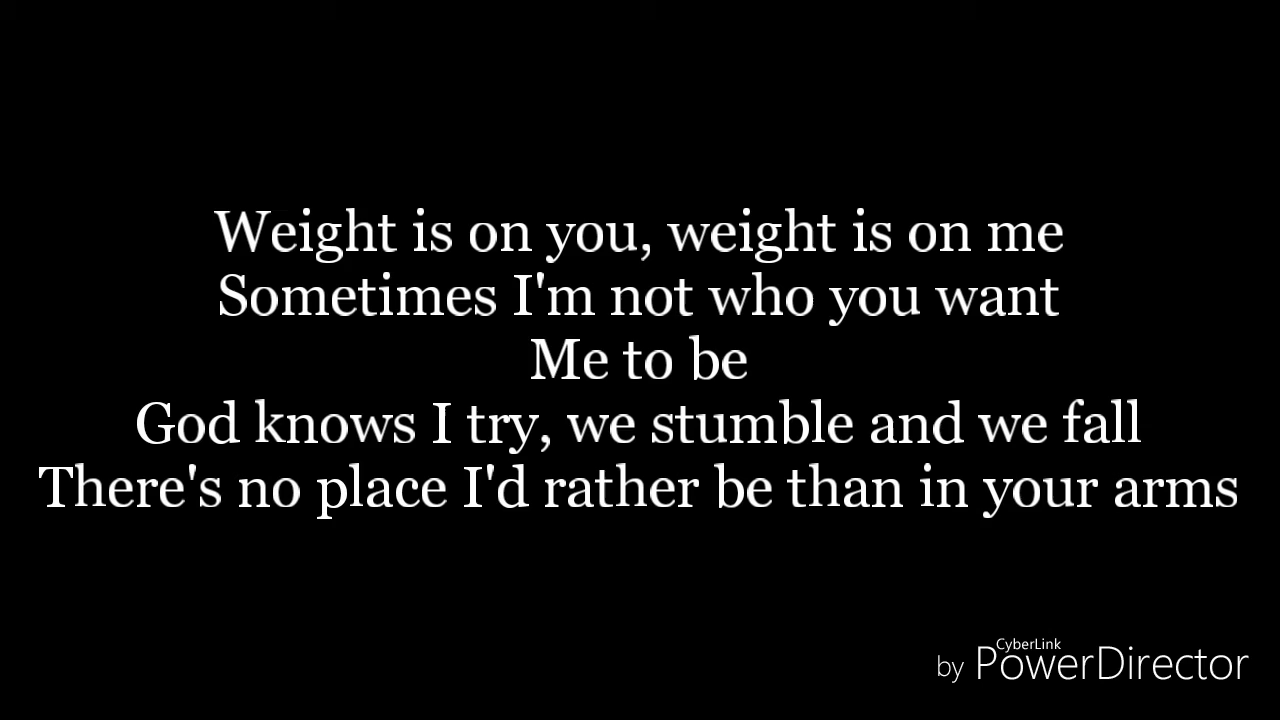 Weight is on you, weight is on me
Sometimes I'm not who you want
Me to be
God knows I try, we stumble and we fall
There's no place I'd rather be than in your arms
CyberLink
by PowerDirector